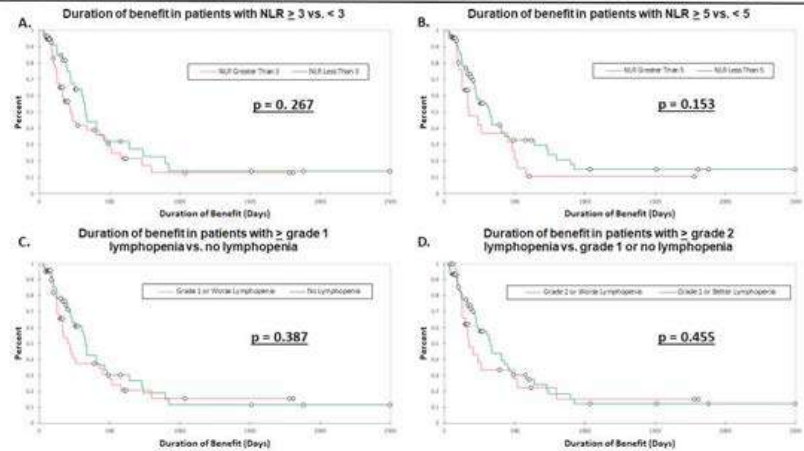 A.
Duration of benefit in patients with NLR ≥ 3 vs. < 3
NLR Greater Than 3
NLR Less Than 3
p = 0. 267
Percent
Duration of Benefit (Days)
B.
Duration of benefit in patients with NLR ≥ 5 vs. < 5
NLR Greater Than 5
NLR Less Than 5
p = 0.153
Percent
Duration of Benefit (Days)
C.
Duration of benefit in patients with ≥ grade 1
lymphopenia vs. no lymphopenia
Grade 1 or Worse Lymphopenia
No Lymphopenia
p = 0.387
Percent
Duration of Benefit (Days)
D.
Duration of benefit in patients with ≥ grade 2
lymphopenia vs. grade 1 or no lymphopenia
Grade 2 or Worse Lymphopenia
Grade 1 or Better Lymphopenia
p = 0.455
Percent
Duration of Benefit (Days)